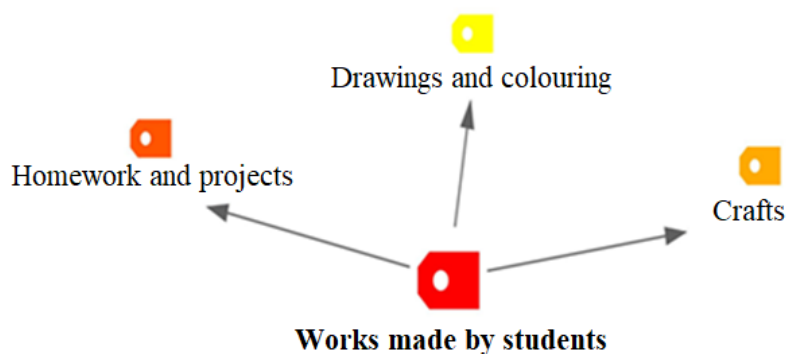 Drawings and colouring
Homework and projects
Crafts
Works made by students